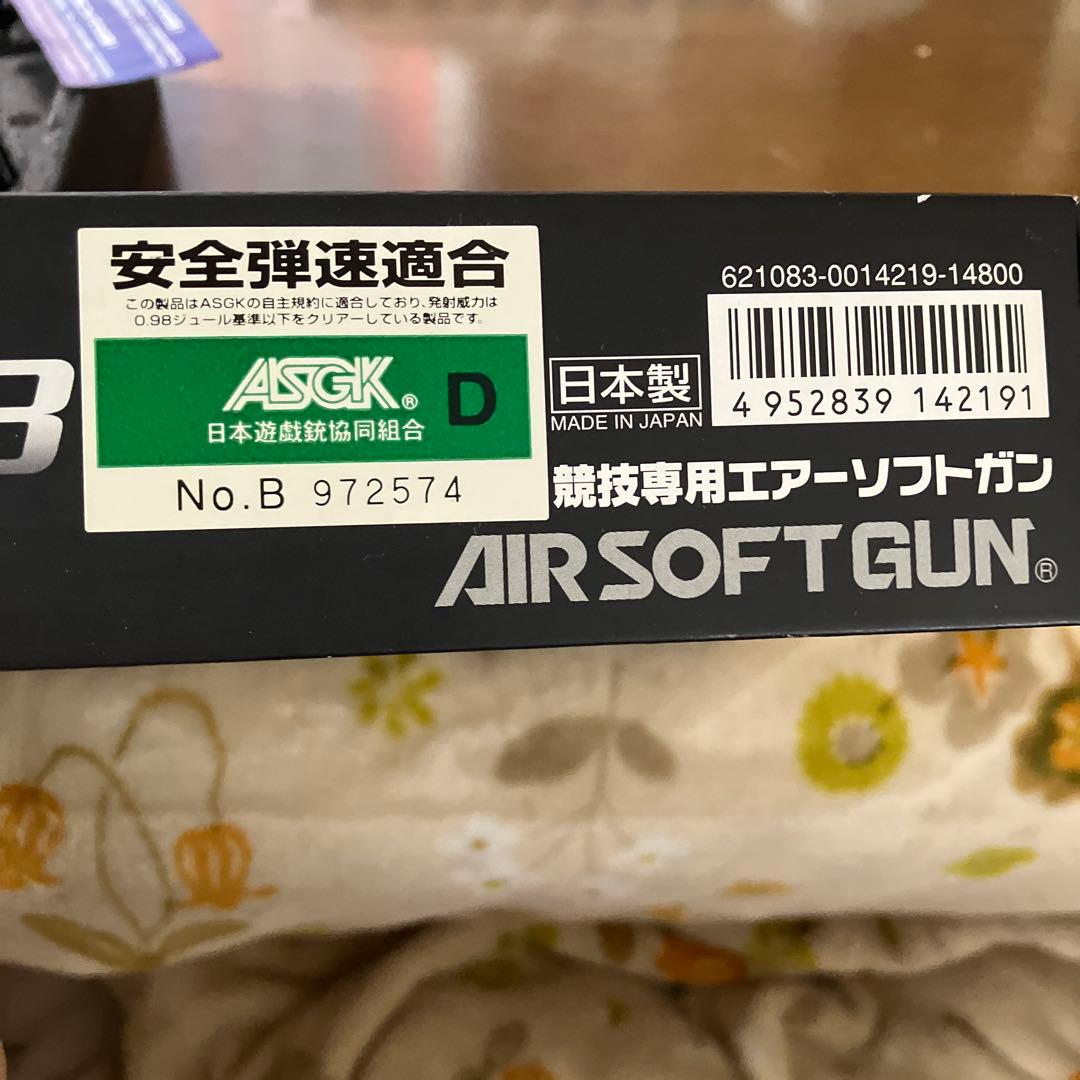 安全弾速適合
この製品はASGKの自主規約に適合しており、発射威力は
0.98ジュール基準以下をクリアーしている製品です。
ASGK® D
日本遊戯銃協同組合
No.B 972574
日本製
MADE IN JAPAN
621083-0014219-14800
4 952839 142191
競技専用エアーソフトガン
AIRSOFTGUN®